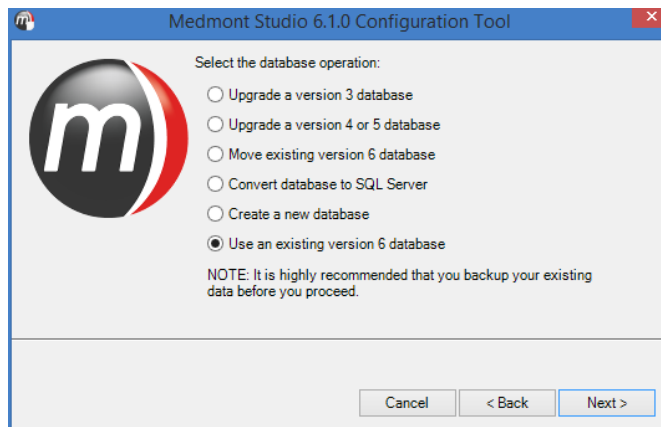 Medmont Studio 6.1.0 Configuration Tool
Select the database operation:
Upgrade a version 3 database
Upgrade a version 4 or 5 database
Move existing version 6 database
Convert database to SQL Server
Create a new database
Use an existing version 6 database
NOTE: It is highly recommended that you backup your existing
data before you proceed.
m
Cancel
< Back
Next >